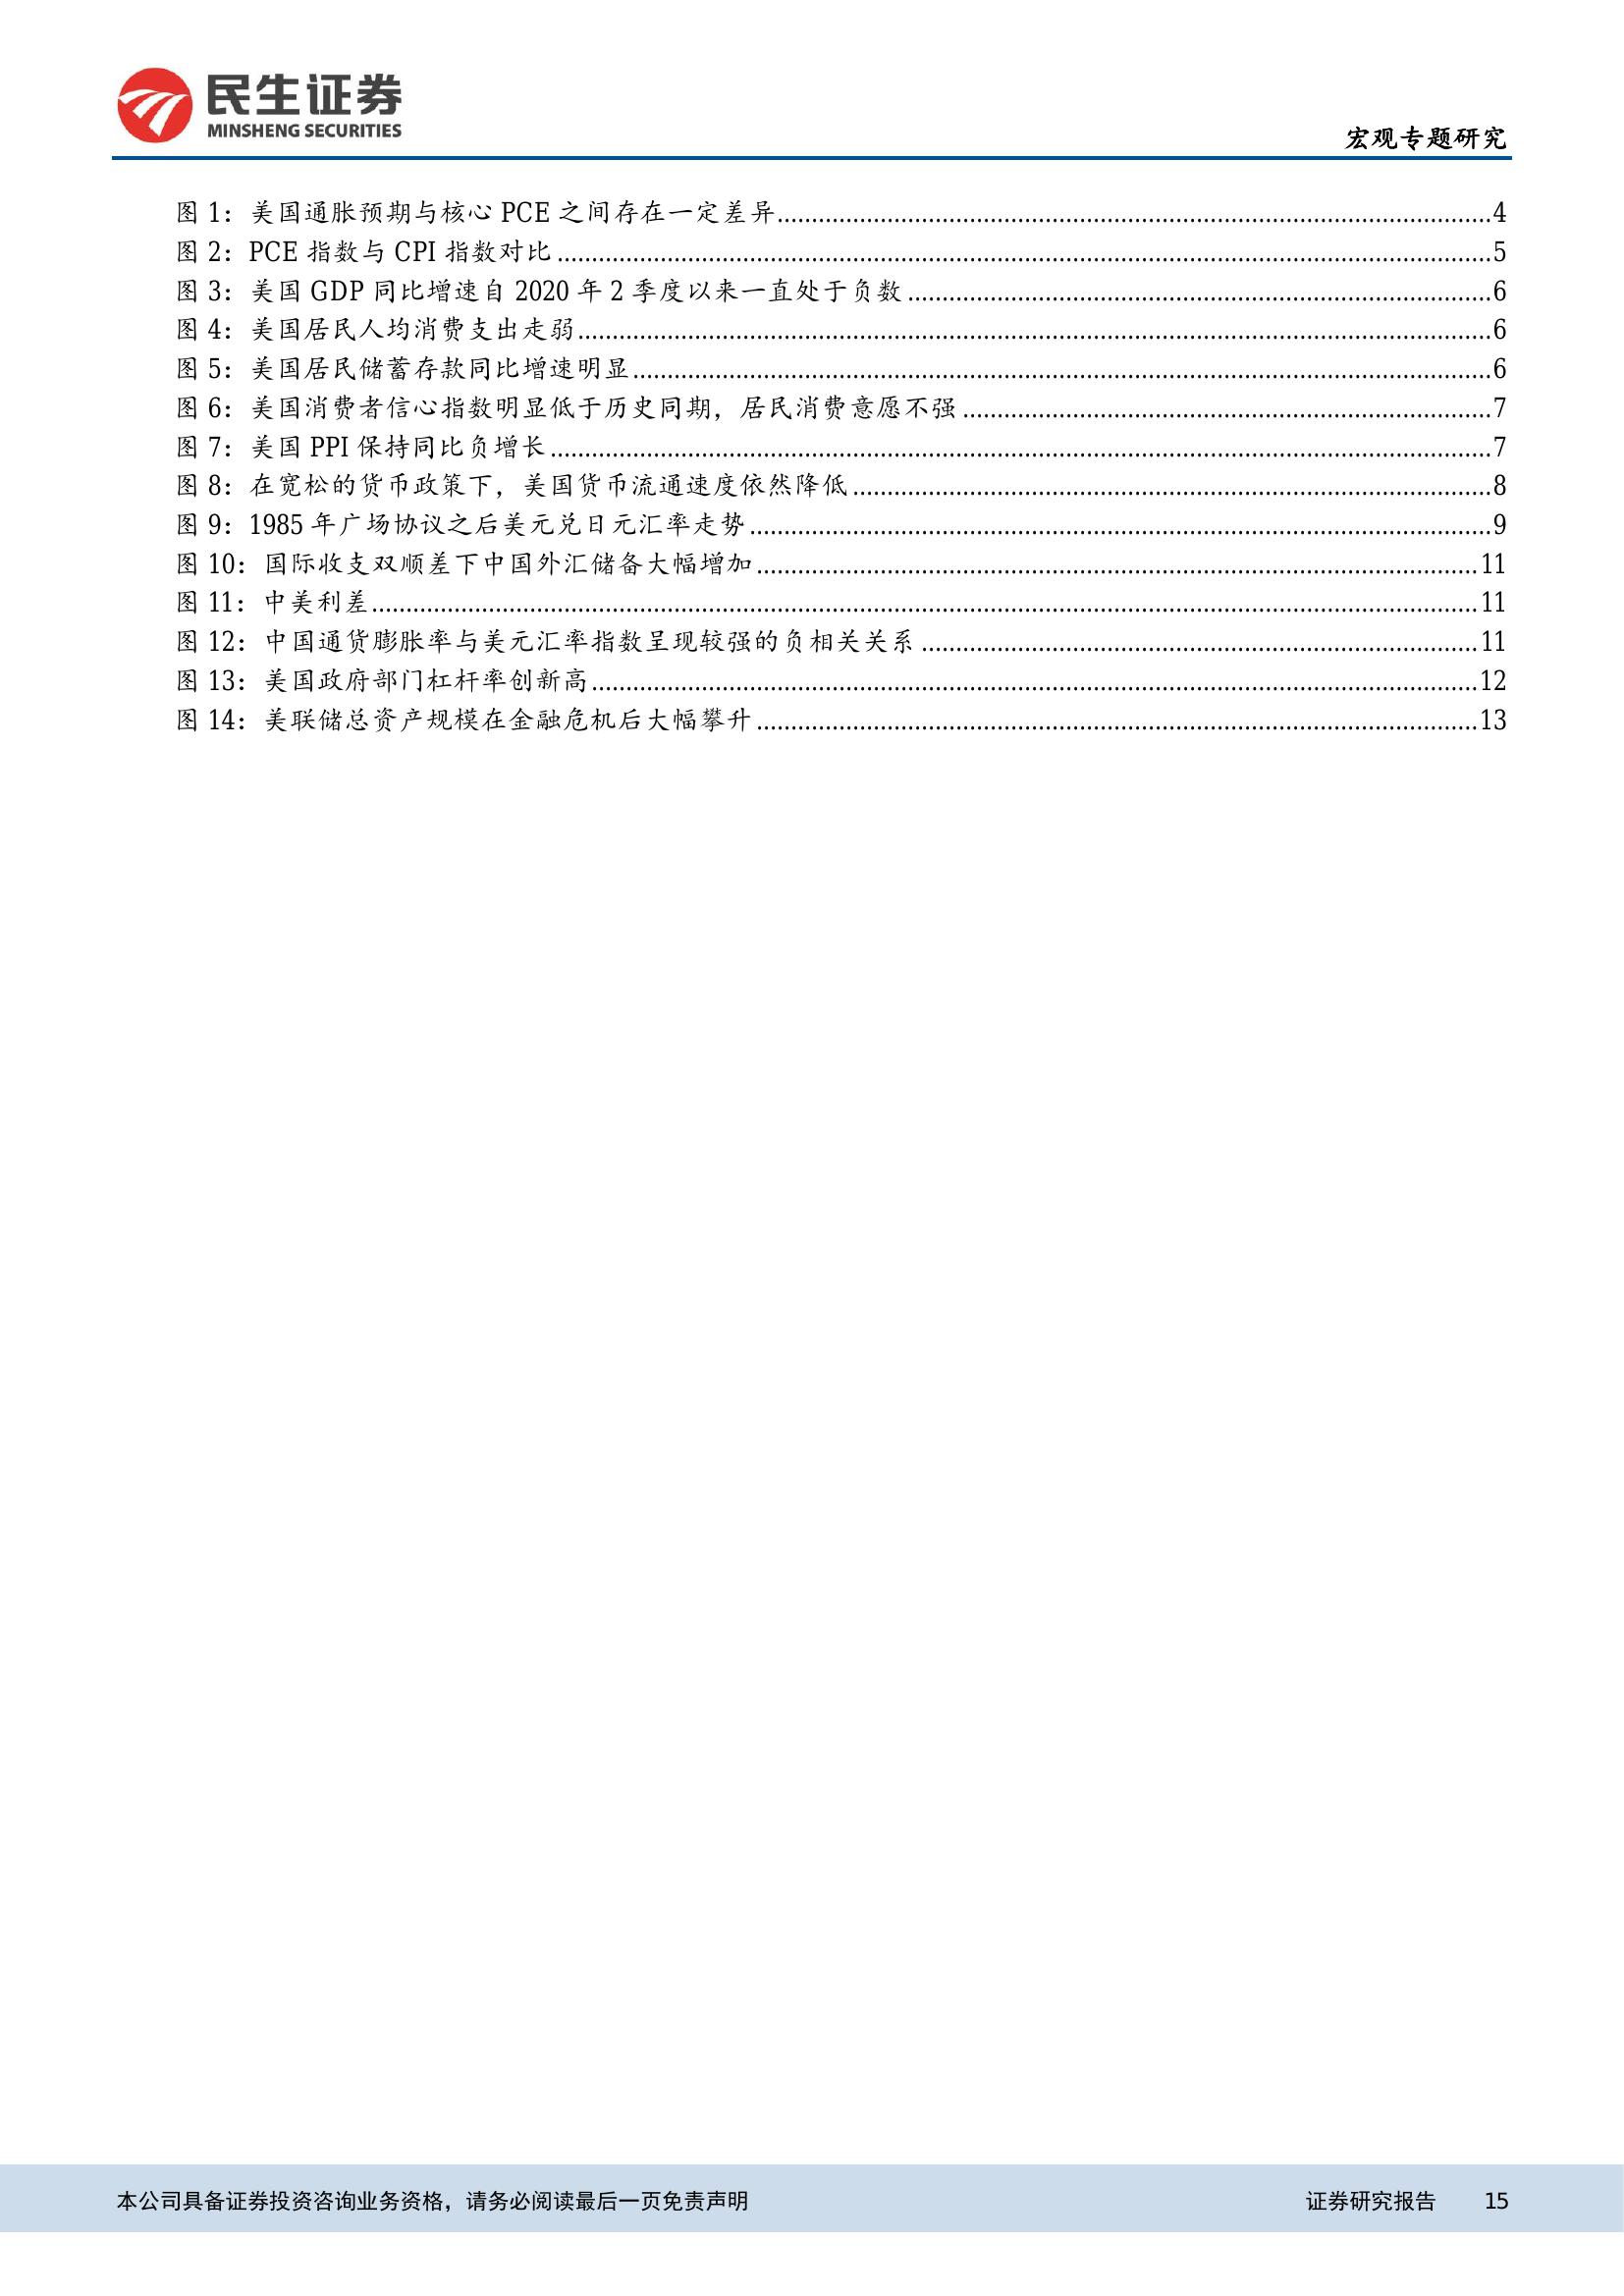 民生证券
MINSHENG SECURITIES
宏观专题研究
图 1：美国通胀预期与核心 PCE 之间存在一定差异........4
图 2：PCE 指数与 CPI 指数对比........5
图 3：美国 GDP 同比增速自 2020 年 2 季度以来一直处于负数........6
图 4：美国居民人均消费支出走弱........6
图 5：美国居民储蓄存款同比增速明显........6
图 6：美国消费者信心指数明显低于历史同期，居民消费意愿不强........7
图 7：美国 PPI 保持同比负增长........7
图 8：在宽松的货币政策下，美国货币流通速度依然降低........8
图 9：1985 年广场协议之后美元兑日元汇率走势........9
图 10：国际收支双顺差下中国外汇储备大幅增加........11
图 11：中美利差........11
图 12：中国通货膨胀率与美元汇率指数呈现较强的负相关关系........11
图 13：美国政府部门杠杆率创新高........12
图 14：美联储总资产规模在金融危机后大幅攀升........13
本公司具备证券投资咨询业务资格，请务必阅读最后一页免责声明 证券研究报告 15